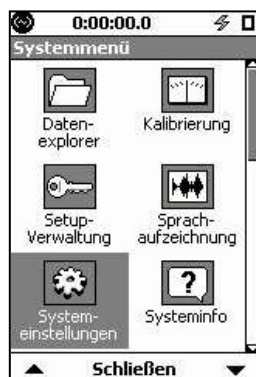 0:00:00.0
Systemmenü
Daten-
explorer
Kalibrierung
Setup-
Verwaltung
Sprach-
aufzeichnung
System-
einstellungen
Systeminfo
Schließen